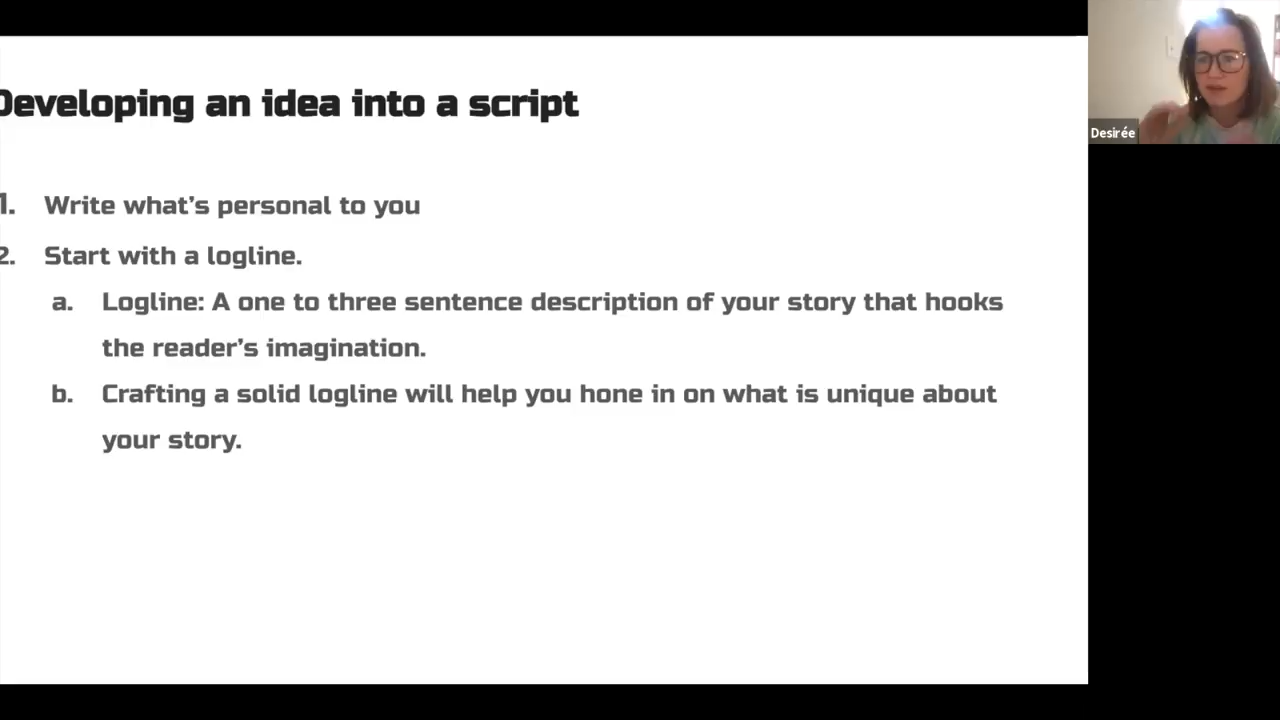 Developing an idea into a script
1. Write what's personal to you
2. Start with a logline.
a. Logline: A one to three sentence description of your story that hooks
the reader's imagination.
b. Crafting a solid logline will help you hone in on what is unique about
your story.
Desirée